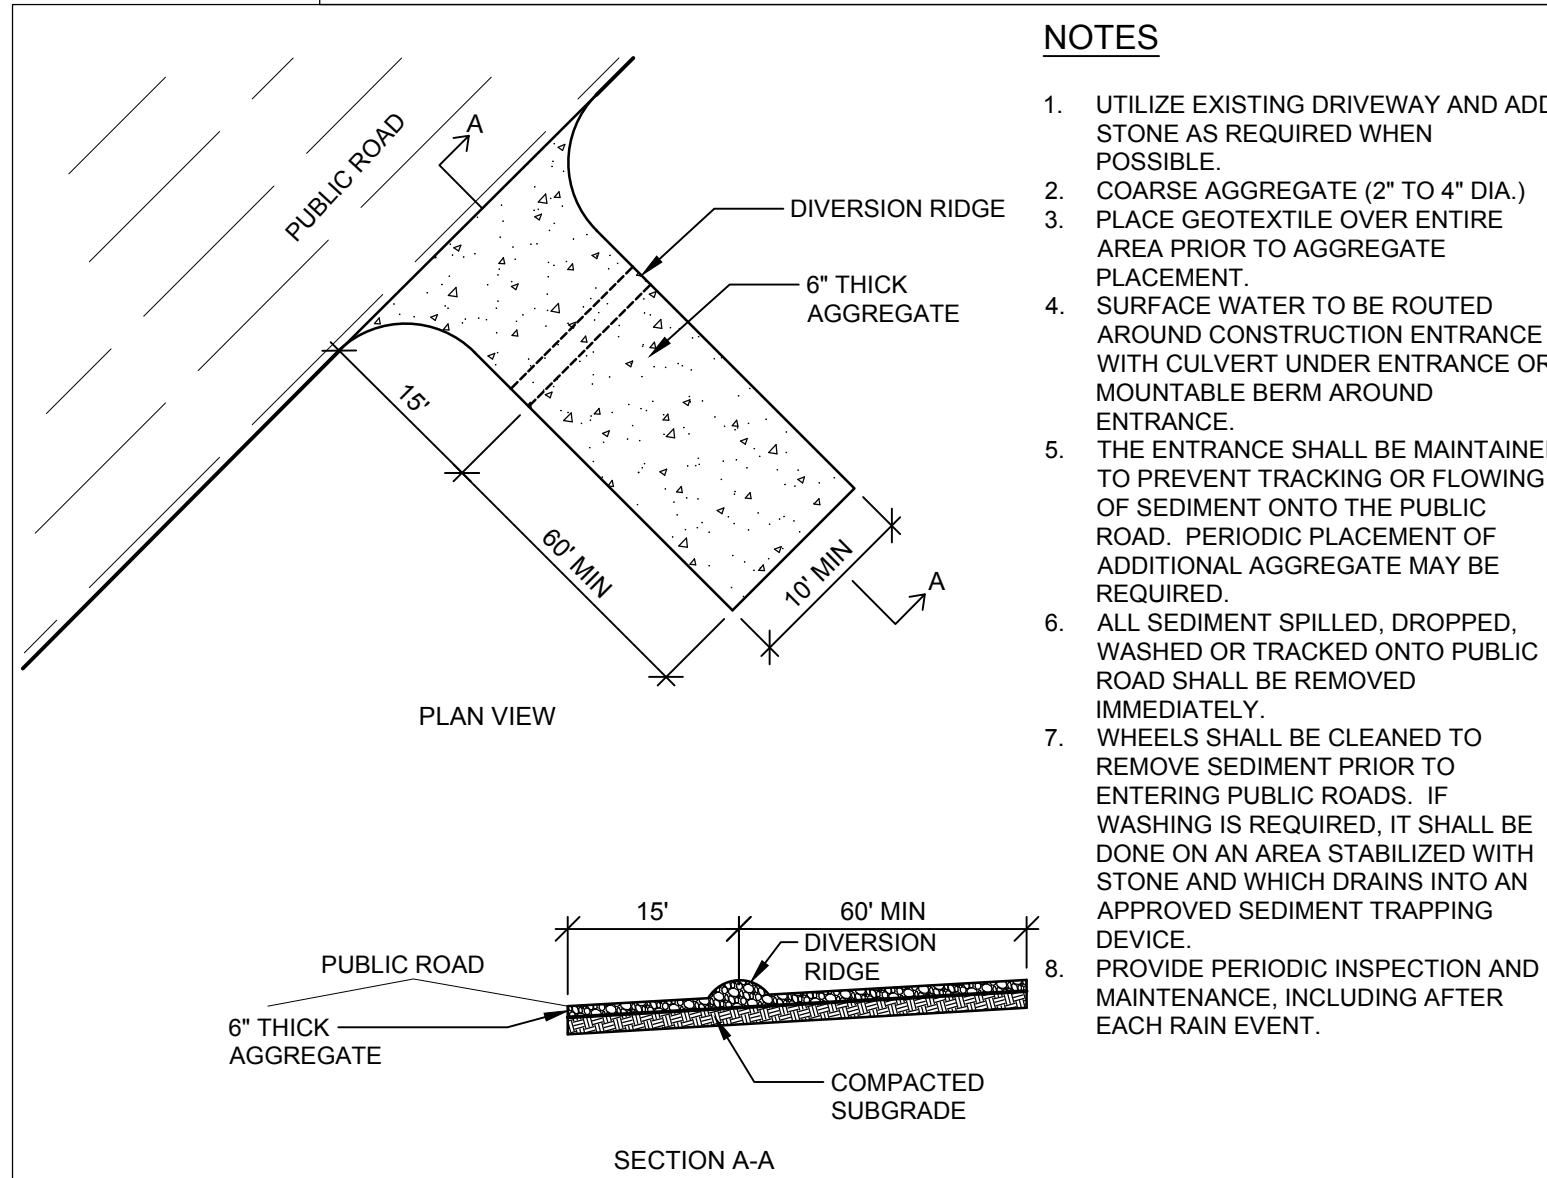 NOTES
1. UTILIZE EXISTING DRIVEWAY AND ADD
STONE AS REQUIRED WHEN
POSSIBLE.
2. COARSE AGGREGATE (2" TO 4" DIA.)
3. PLACE GEOTEXTILE OVER ENTIRE
AREA PRIOR TO AGGREGATE
PLACEMENT.
4. SURFACE WATER TO BE ROUTED
AROUND CONSTRUCTION ENTRANCE
WITH CULVERT UNDER ENTRANCE OR
MOUNTABLE BERM AROUND
ENTRANCE.
5. THE ENTRANCE SHALL BE MAINTAINED
TO PREVENT TRACKING OR FLOWING
OF SEDIMENT ONTO THE PUBLIC
ROAD. PERIODIC PLACEMENT OF
ADDITIONAL AGGREGATE MAY BE
REQUIRED.
6. ALL SEDIMENT SPILLED, DROPPED,
WASHED OR TRACKED ONTO PUBLIC
ROAD SHALL BE REMOVED
IMMEDIATELY.
7. WHEELS SHALL BE CLEANED TO
REMOVE SEDIMENT PRIOR TO
ENTERING PUBLIC ROADS. IF
WASHING IS REQUIRED, IT SHALL BE
DONE ON AN AREA STABILIZED WITH
STONE AND WHICH DRAINS INTO AN
APPROVED SEDIMENT TRAPPING
DEVICE.
8. PROVIDE PERIODIC INSPECTION AND
MAINTENANCE, INCLUDING AFTER
EACH RAIN EVENT.
PUBLIC ROAD
A
DIVERSION RIDGE
6" THICK
AGGREGATE
15'
60' MIN
10' MIN
A
PLAN VIEW
15'
60' MIN
DIVERSION
RIDGE
PUBLIC ROAD
6" THICK
AGGREGATE
COMPACTED
SUBGRADE
SECTION A-A